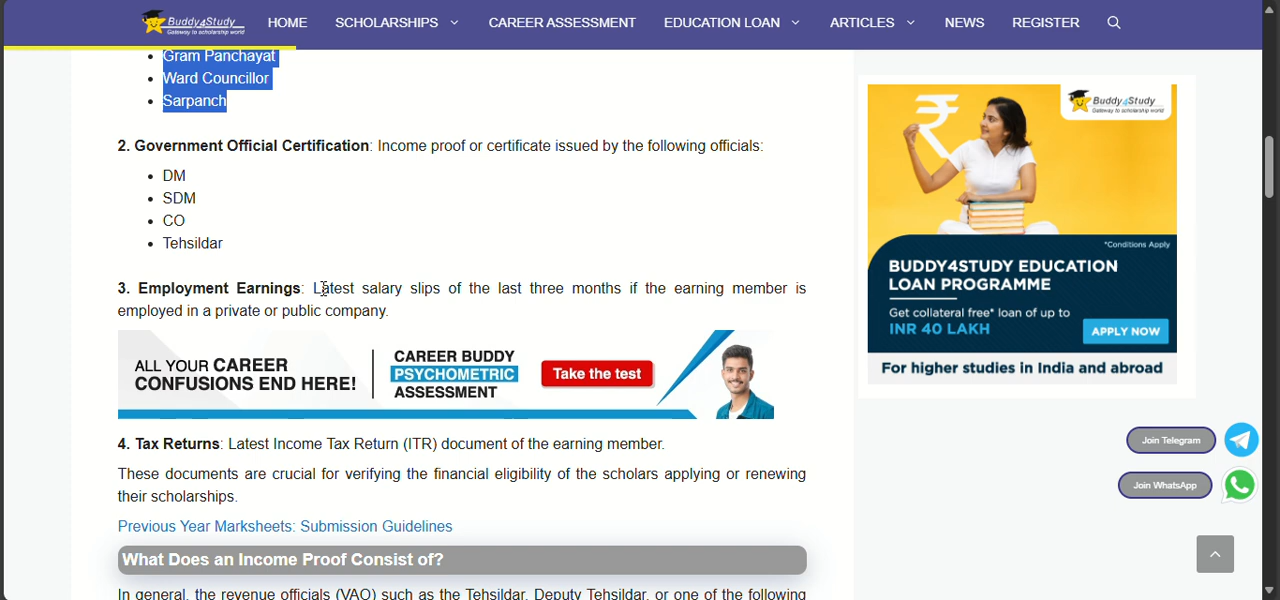 Buddy4Study
Gateway to scholarship world
HOME SCHOLARSHIPS CAREER ASSESSMENT EDUCATION LOAN ARTICLES NEWS REGISTER
Gram Panchayat
Ward Councillor
Sarpanch
2. Government Official Certification: Income proof or certificate issued by the following officials:
DM
SDM
CO
Tehsildar
3. Employment Earnings: Latest salary slips of the last three months if the earning member is
employed in a private or public company.
ALL YOUR CAREER
CONFUSIONS END HERE!
CAREER BUDDY
PSYCHOMETRIC
ASSESSMENT
Take the test
4. Tax Returns: Latest Income Tax Return (ITR) document of the earning member.
These documents are crucial for verifying the financial eligibility of the scholars applying or renewing
their scholarships.
Previous Year Marksheets: Submission Guidelines
What Does an Income Proof Consist of?
In general, the revenue officials (VAO) such as the Tehsildar, Deputy Tehsildar, or one of the following
Buddy4Study
Gateway to scholarship world
₹
*Conditions Apply
BUDDY4STUDY EDUCATION
LOAN PROGRAMME
Get collateral free* loan of up to
INR 40 LAKH
APPLY NOW
For higher studies in India and abroad
Join Telegram
Join WhatsApp